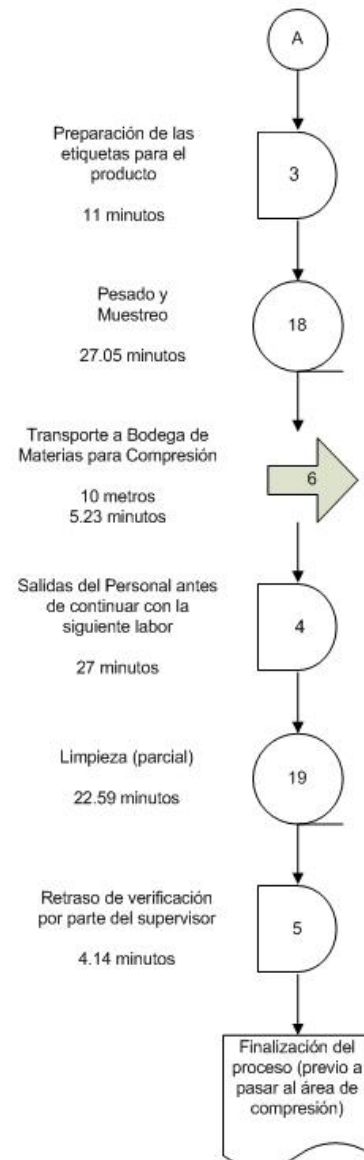 A
Preparación de las
etiquetas para el
producto
11 minutos
3
Pesado y
Muestreo
27.05 minutos
18
Transporte a Bodega de
Materias para Compresión
10 metros
5.23 minutos
6
Salidas del Personal antes
de continuar con la
siguiente labor
27 minutos
4
Limpieza (parcial)
22.59 minutos
19
Retraso de verificación
por parte del supervisor
4.14 minutos
5
Finalización del
proceso (previo a
pasar al área de
compresión)